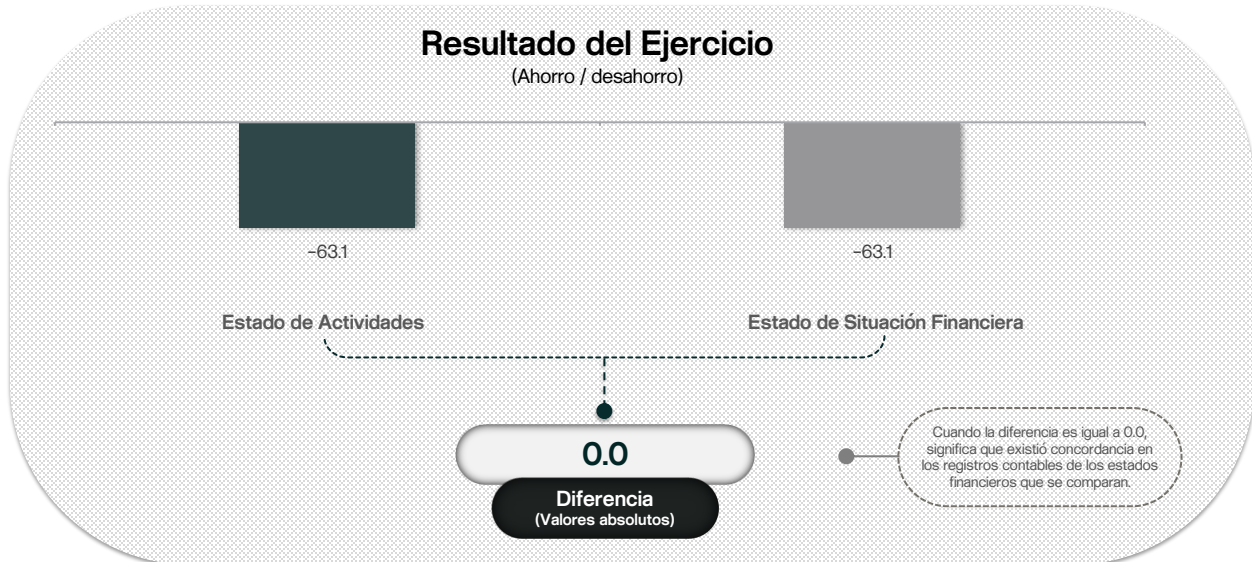 Resultado del Ejercicio
(Ahorro / desahorro)
-63.1
-63.1
Estado de Actividades
Estado de Situación Financiera
0.0
Diferencia
(Valores absolutos)
Cuando la diferencia es igual a 0.0,
significa que existió concordancia en
los registros contables de los estados
financieros que se comparan.